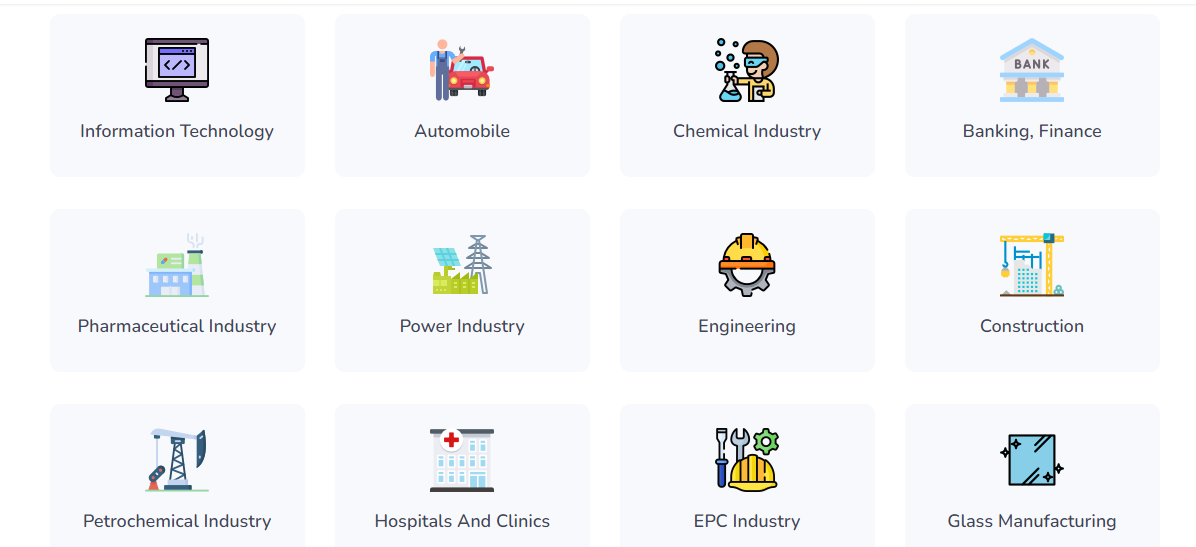 Information Technology
Automobile
Chemical Industry
BANK
Banking, Finance
Pharmaceutical Industry
Power Industry
Engineering
Construction
Petrochemical Industry
Hospitals And Clinics
EPC Industry
Glass Manufacturing